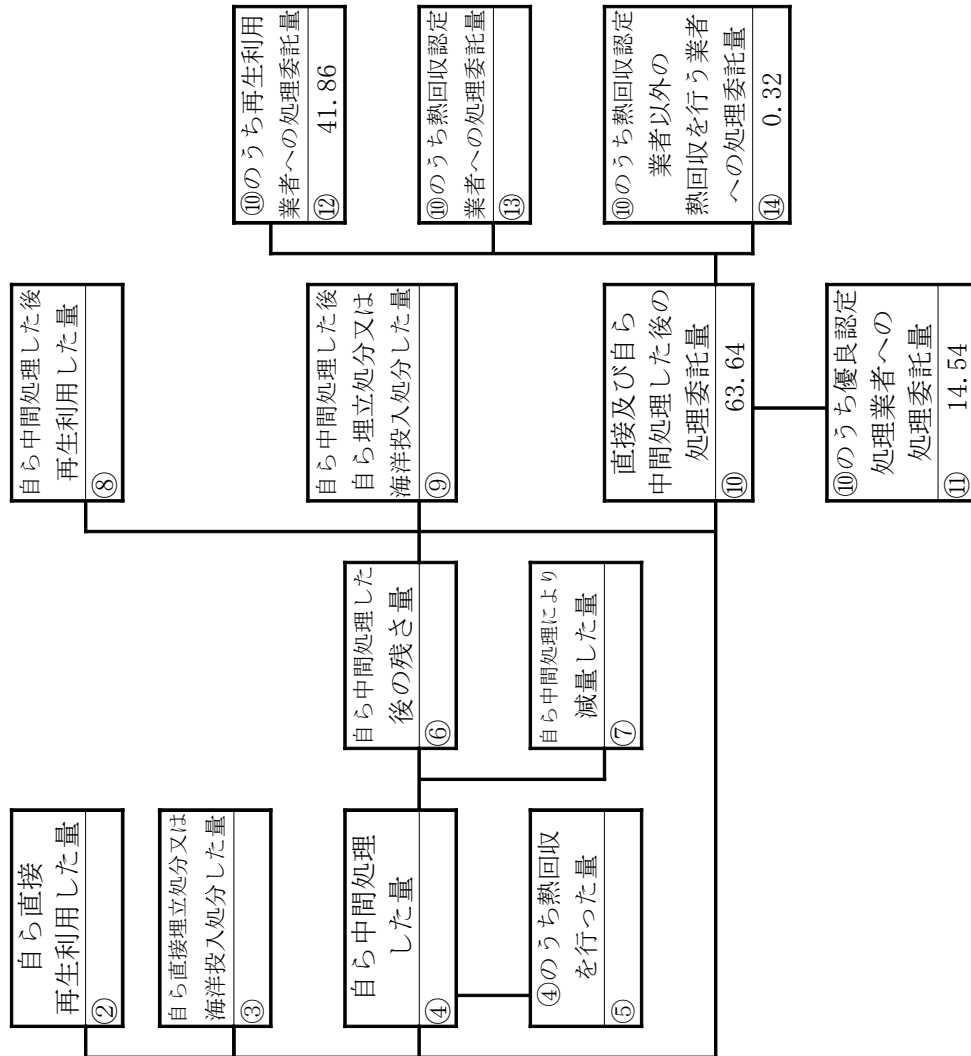 自ら直接
再生利用した量
②
自ら直接埋立処分又は
海洋投入処分した量
③
自ら中間処理
した量
④
④のうち熱回収
を行った量
⑤
自ら中間処理した
後の残さ量
⑥
自ら中間処理により
減量した量
⑦
自ら中間処理した後
再生利用した量
⑧
自ら中間処理した後
自ら埋立処分又は
海洋投入処分した量
⑨
直接及び自ら
中間処理した後の
処理委託量
⑩ 63.64
⑩のうち優良認定
処理業者への
処理委託量
⑪ 14.54
⑩のうち再生利用
業者への処理委託量
⑫ 41.86
⑩のうち熱回収認定
業者への処理委託量
⑬
⑩のうち熱回収認定
業者以外の
熱回収を行う業者
への処理委託量
⑭ 0.32